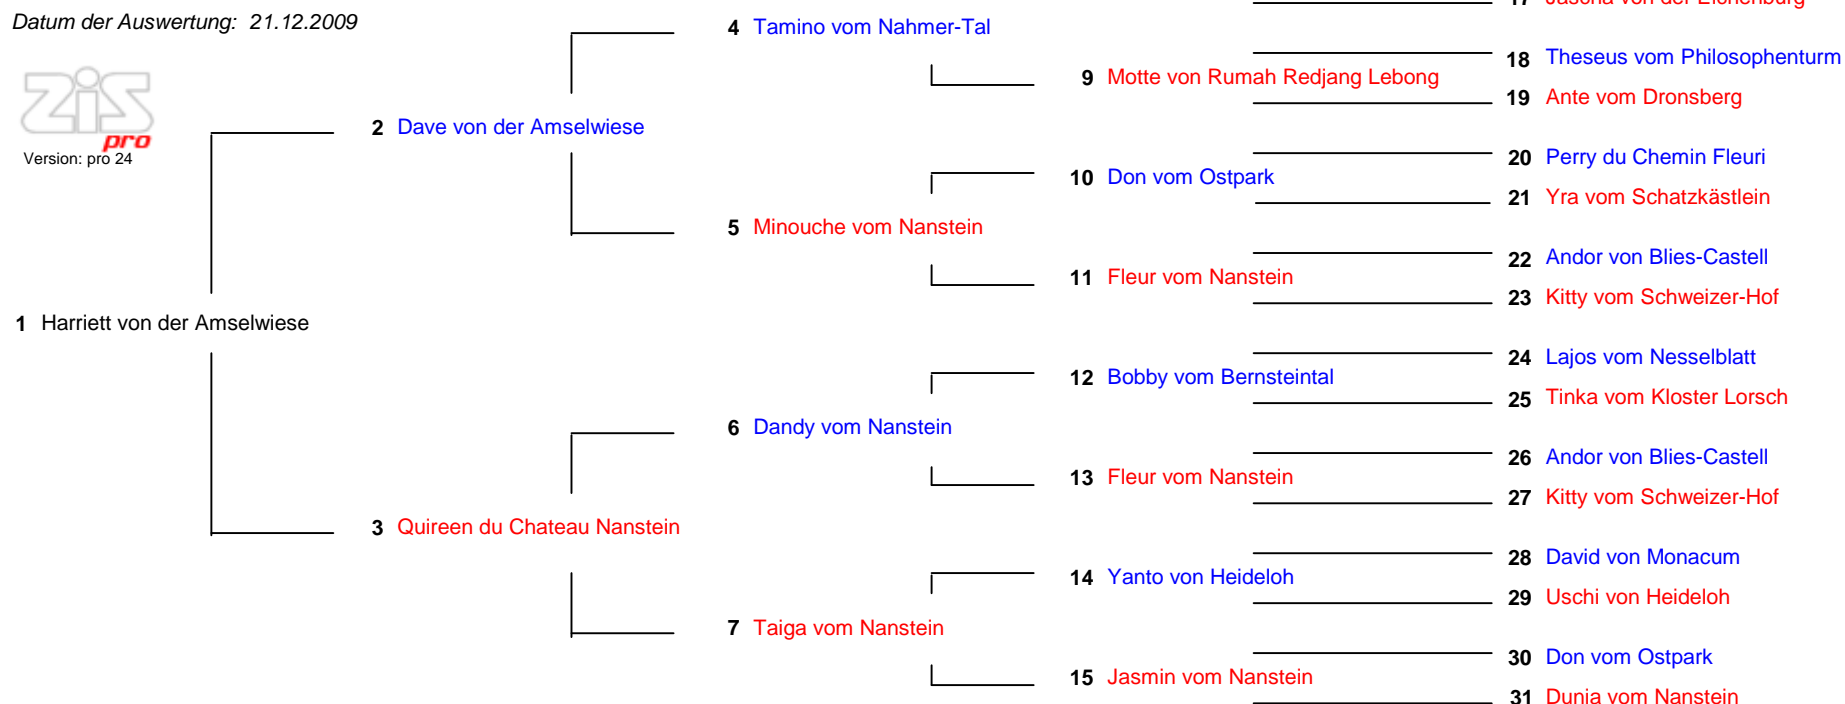 Datum der Auswertung: 21.12.2009
ZiS
pro
Version: pro 24
1 Harriett von der Amselwiese
2 Dave von der Amselwiese
3 Quireen du Chateau Nanstein
4 Tamino vom Nahmer-Tal
5 Minouche vom Nanstein
6 Dandy vom Nanstein
7 Taiga vom Nanstein
9 Motte von Rumah Redjang Lebong
10 Don vom Ostpark
11 Fleur vom Nanstein
12 Bobby vom Bernsteintal
13 Fleur vom Nanstein
14 Yanto von Heideloh
15 Jasmin vom Nanstein
17 Jascha von der Eichenburg
18 Theseus vom Philosophenturm
19 Ante vom Dronsberg
20 Perry du Chemin Fleuri
21 Yra vom Schatzkästlein
22 Andor von Blies-Castell
23 Kitty vom Schweizer-Hof
24 Lajos vom Nesselblatt
25 Tinka vom Kloster Lorsch
26 Andor von Blies-Castell
27 Kitty vom Schweizer-Hof
28 David von Monacum
29 Uschi von Heideloh
30 Don vom Ostpark
31 Dunja vom Nanstein